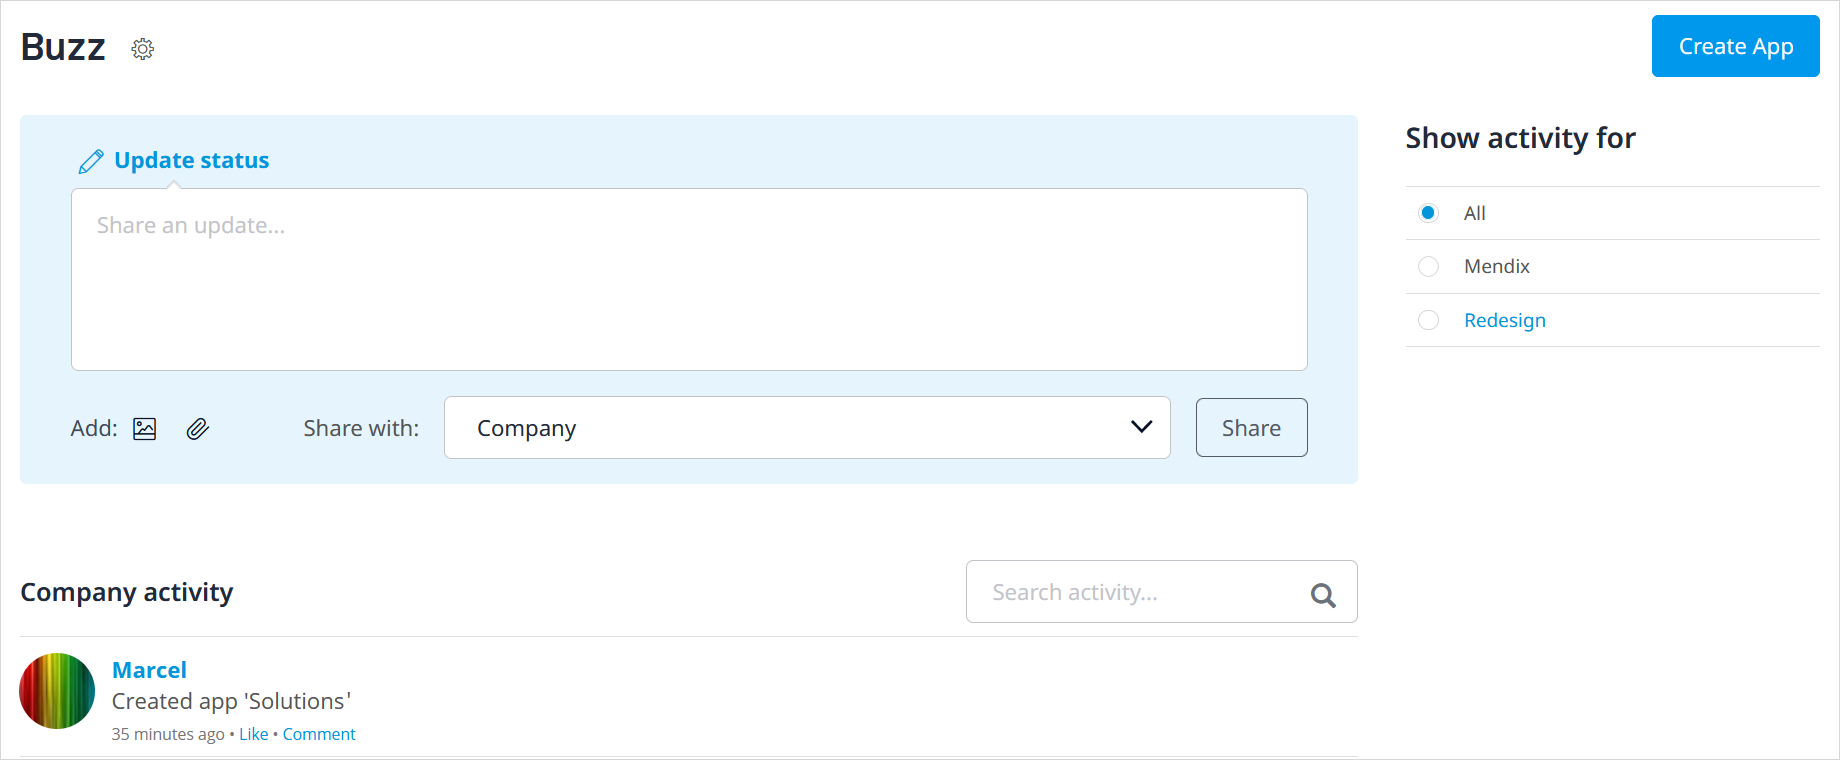 Buzz
Create App
Update status
Share an update...
Add:
Share with:
Company
Share
Show activity for
All
Mendix
Redesign
Company activity
Search activity...
Marcel
Created app 'Solutions'
35 minutes ago • Like • Comment